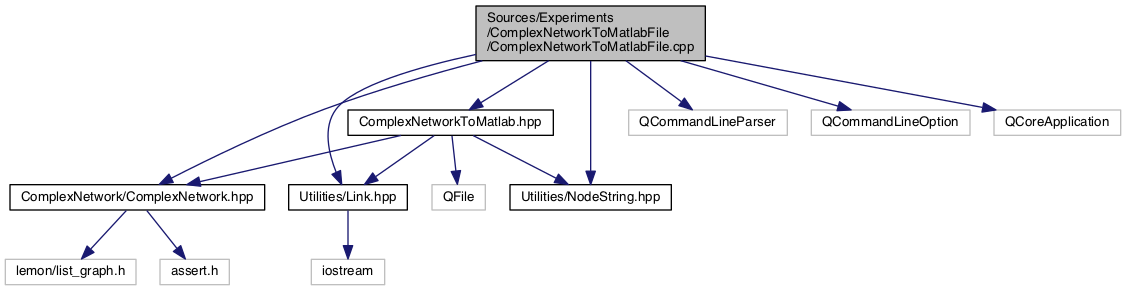 Sources/Experiments
/ComplexNetworkToMatlabFile
/ComplexNetworkToMatlabFile.cpp
ComplexNetworkToMatlab.hpp
QCommandLineParser
QCommandLineOption
QCoreApplication
ComplexNetwork/ComplexNetwork.hpp
Utilities/Link.hpp
QFile
Utilities/NodeString.hpp
lemon/list_graph.h
assert.h
iostream